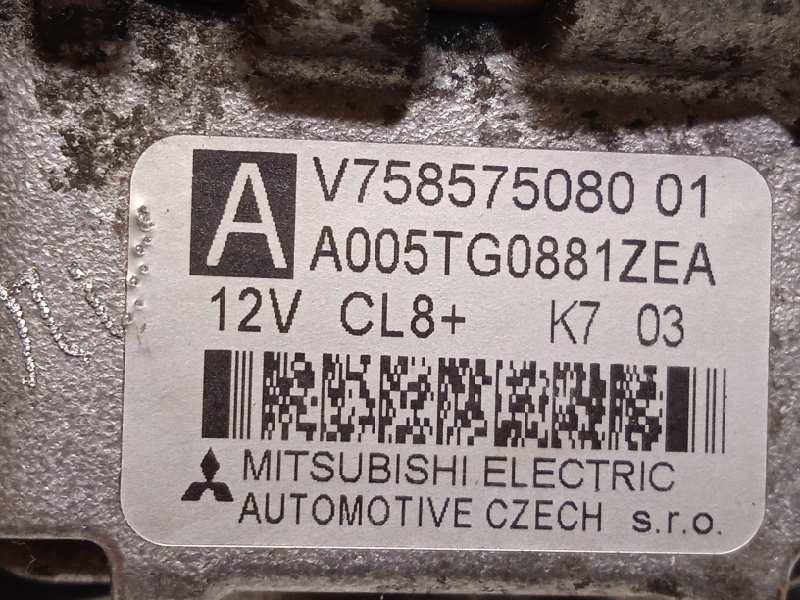 A
V758575080 01
A005TG0881ZEA
12V CL8+ K7 03
MITSUBISHI ELECTRIC
AUTOMOTIVE CZECH s.r.o.